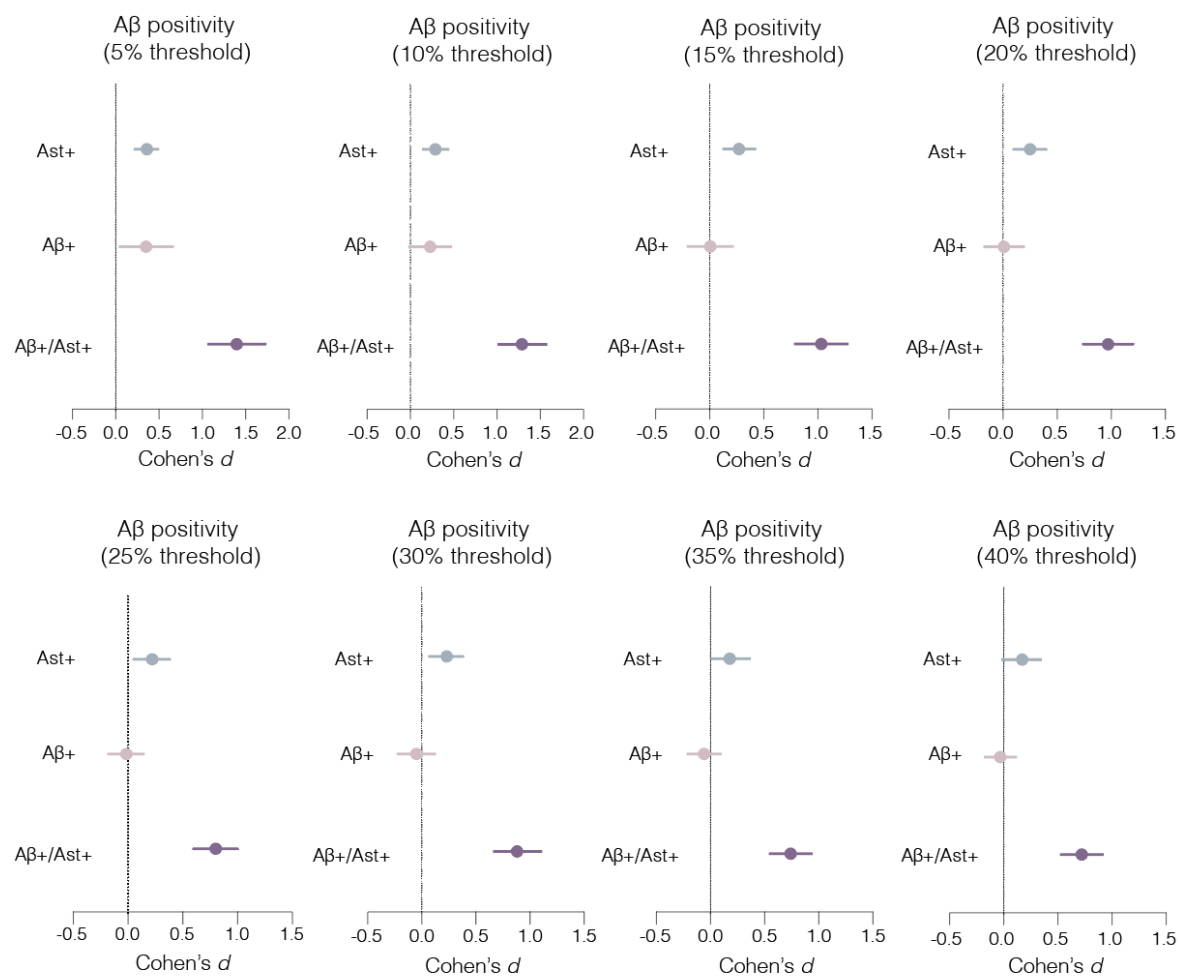 Aβ positivity
(5% threshold)
Ast+
Aβ+
Aβ+/Ast+
-0.5 0.0 0.5 1.0 1.5 2.0
Cohen's d
Aβ positivity
(10% threshold)
Ast+
Aβ+
Aβ+/Ast+
-0.5 0.0 0.5 1.0 1.5 2.0
Cohen's d
Aβ positivity
(15% threshold)
Ast+
Aβ+
Aβ+/Ast+
-0.5 0.0 0.5 1.0 1.5
Cohen's d
Aβ positivity
(20% threshold)
Ast+
Aβ+
Aβ+/Ast+
-0.5 0.0 0.5 1.0 1.5
Cohen's d
Aβ positivity
(25% threshold)
Ast+
Aβ+
Aβ+/Ast+
-0.5 0.0 0.5 1.0 1.5
Cohen's d
Aβ positivity
(30% threshold)
Ast+
Aβ+
Aβ+/Ast+
-0.5 0.0 0.5 1.0 1.5
Cohen's d
Aβ positivity
(35% threshold)
Ast+
Aβ+
Aβ+/Ast+
-0.5 0.0 0.5 1.0 1.5
Cohen's d
Aβ positivity
(40% threshold)
Ast+
Aβ+
Aβ+/Ast+
-0.5 0.0 0.5 1.0 1.5
Cohen's d